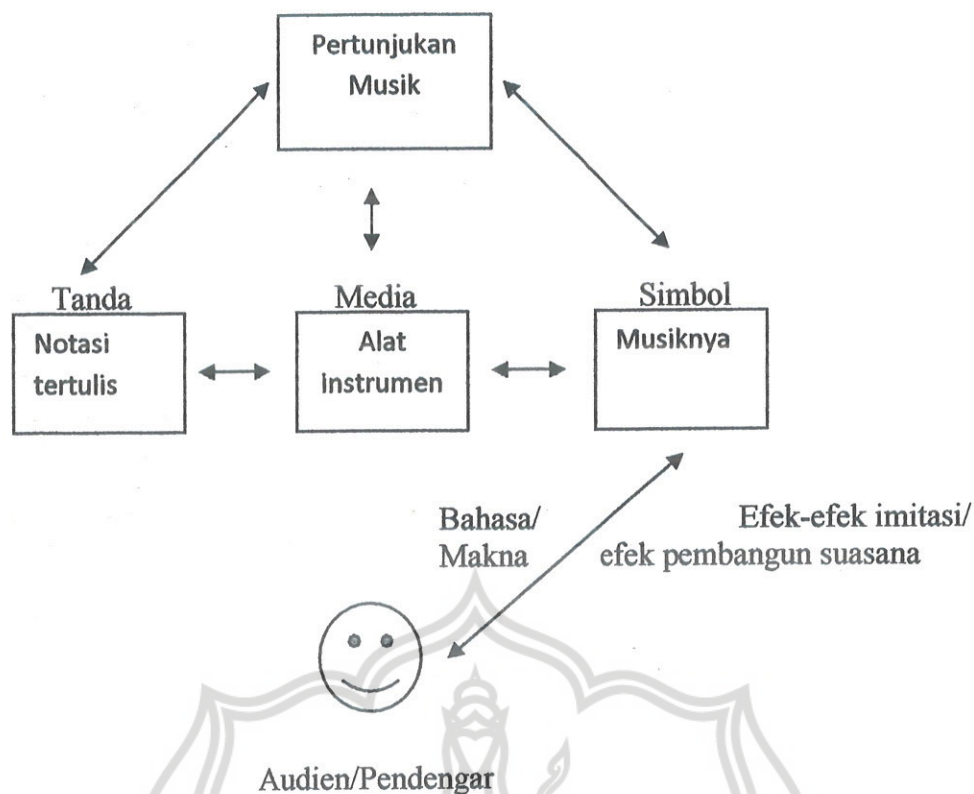 Pertunjukan
Musik
Tanda
Media
Simbol
Notasi
tertulis
Alat
instrumen
Musiknya
Bahasa/
Makna
Efek-efek imitasi/
efek pembangun suasana
Audien/Pendengar